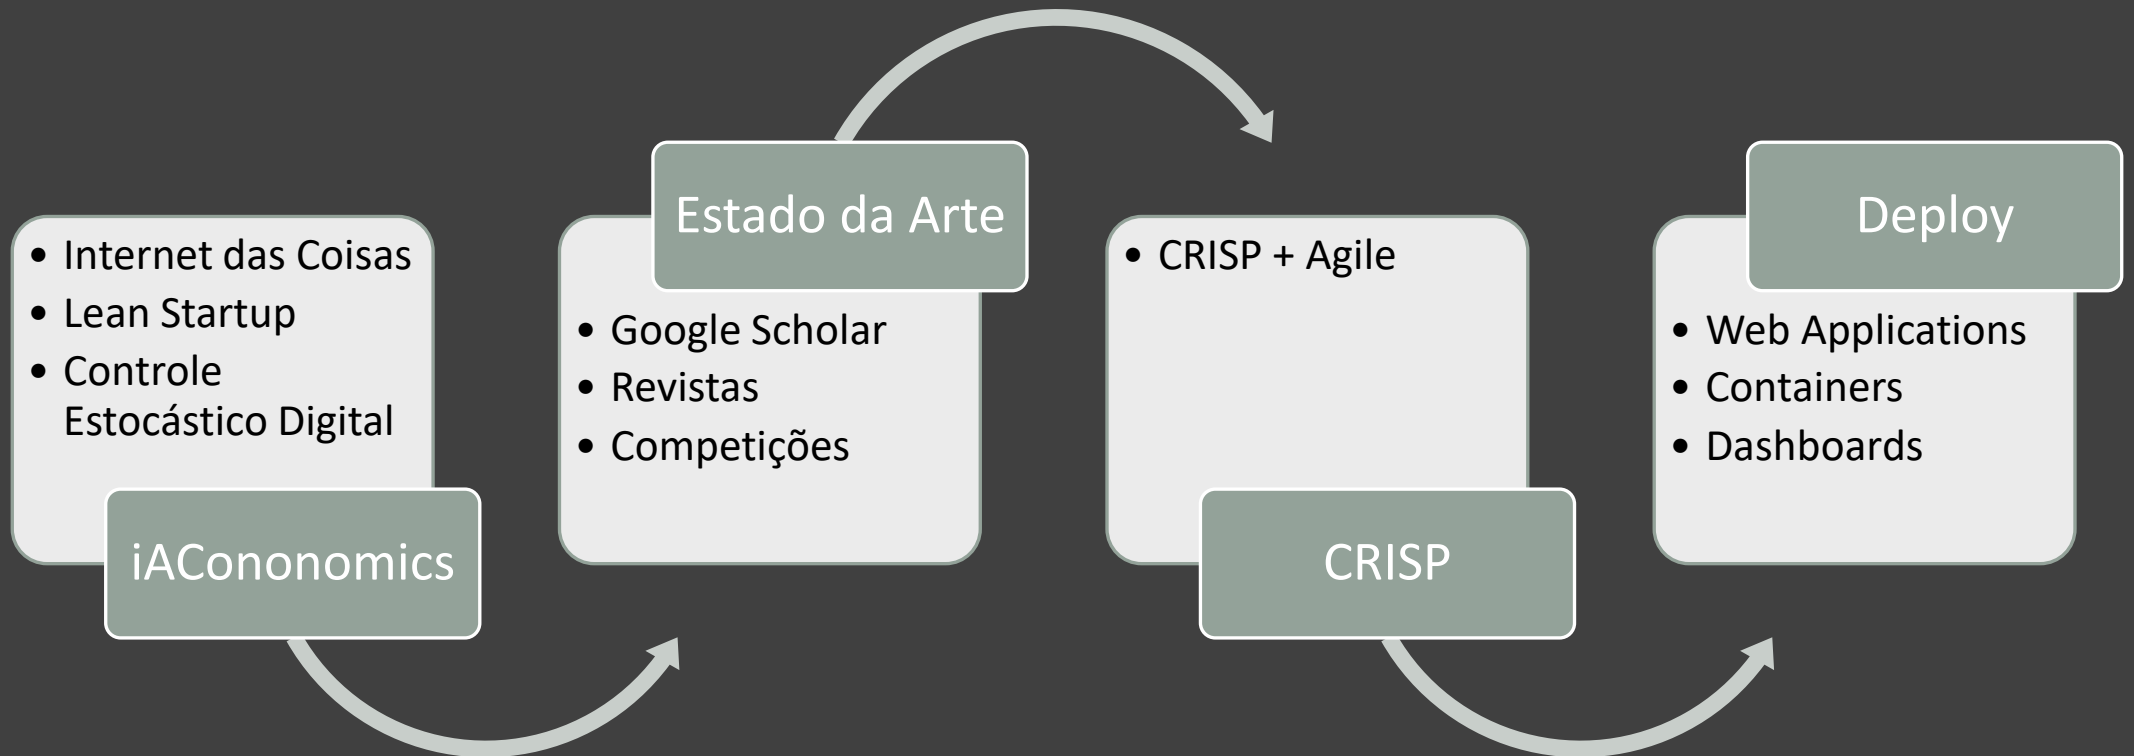 • Internet das Coisas
• Lean Startup
• Controle
Estocástico Digital
iACononomics
Estado da Arte
• Google Scholar
• Revistas
• Competições
• CRISP + Agile
CRISP
Deploy
• Web Applications
• Containers
• Dashboards